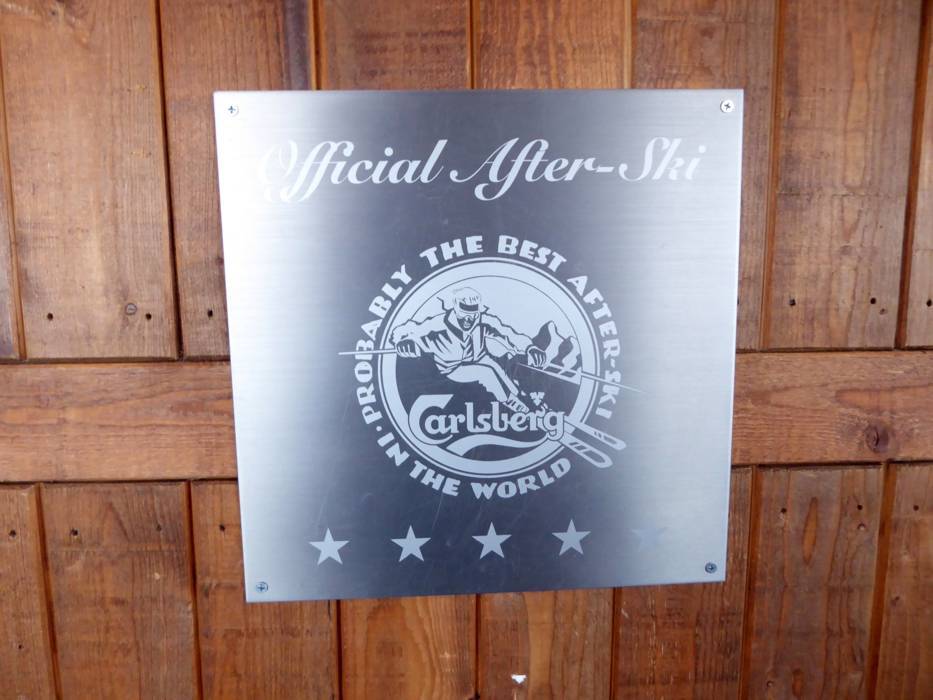 Official After-Ski
PROBABLY THE BEST AFTER-SKI
Carlsberg
·IN THE WORLD